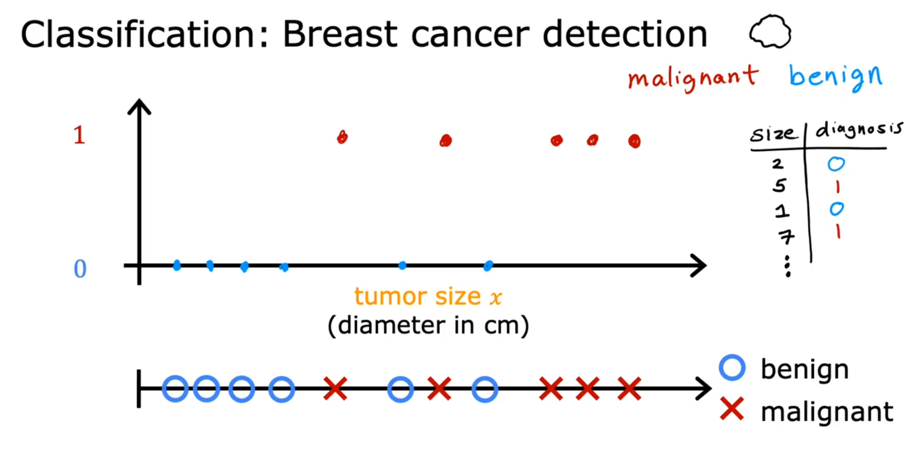 Classification: Breast cancer detection
malignant benign
1
0
size diagnosis
2 0
5 1
1 0
7 1
⋮
tumor size x
(diameter in cm)
benign
malignant